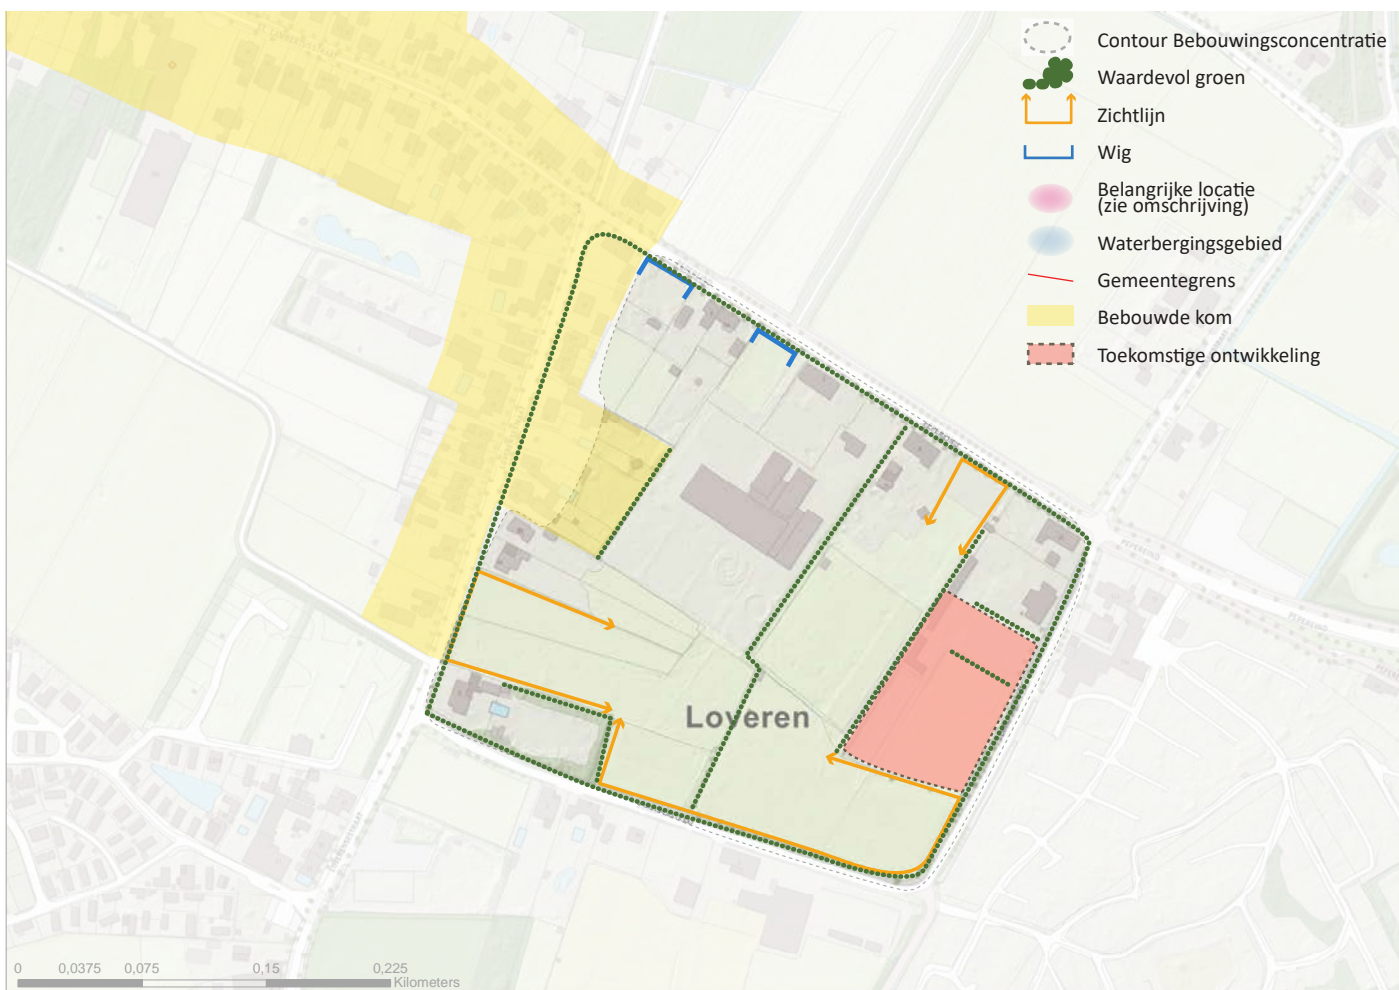 Contour Bebouwingsconcentratie
Waardevol groen
Zichtlijn
Wig
Belangrijke locatie
(zie omschrijving)
Waterbergingsgebied
Gemeentegrens
Bebouwde kom
Toekomstige ontwikkeling
Loveren
0 0,0375 0,075 0,15 0,225
Kilometers